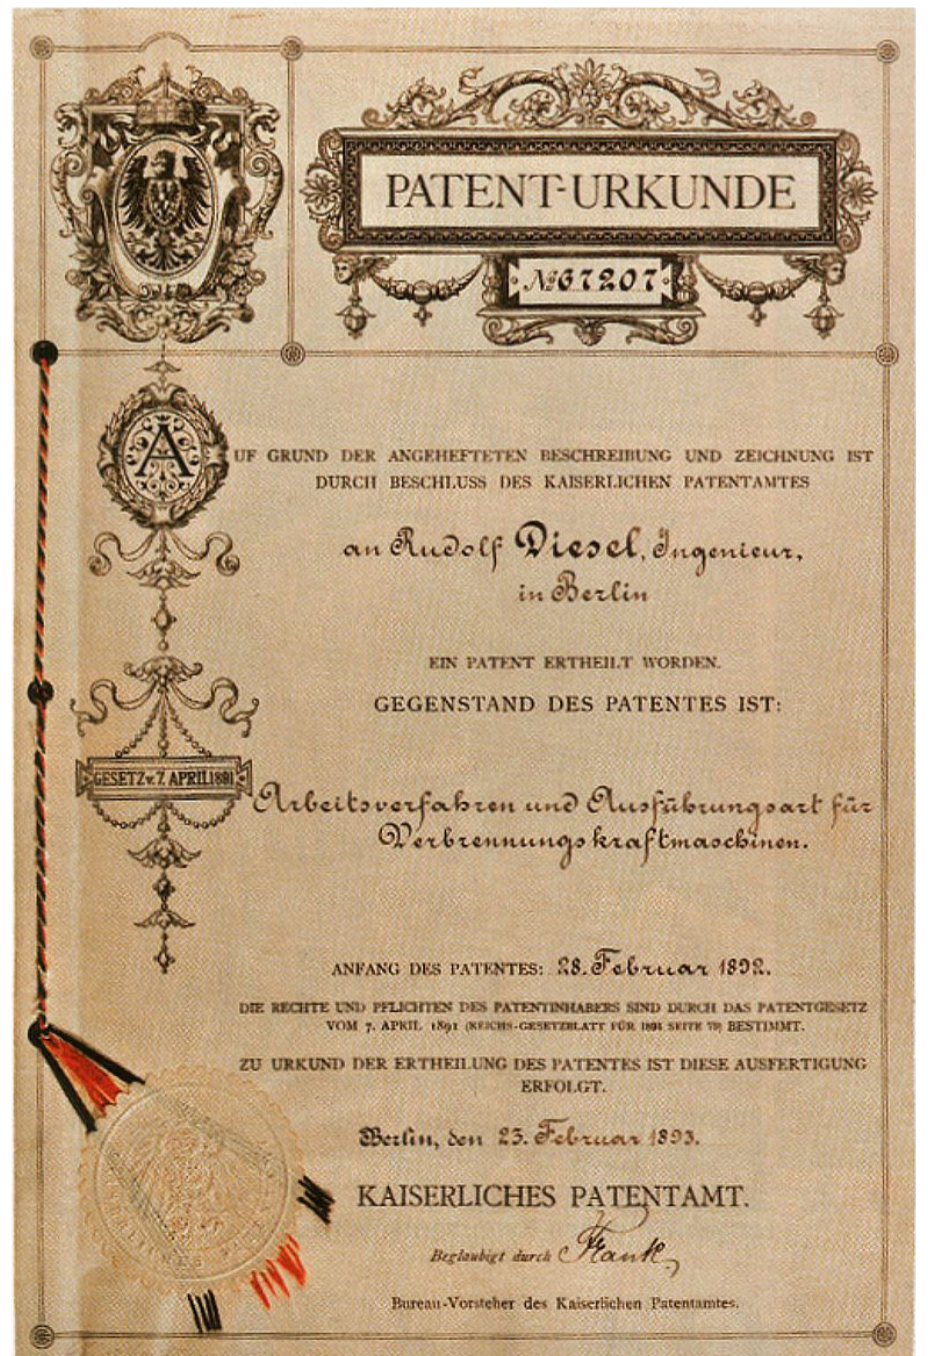 PATENT-URKUNDE
№ 67207
AUF GRUND DER ANGEHEFTETEN BESCHREIBUNG UND ZEICHNUNG IST
DURCH BESCHLUSS DES KAISERLICHEN PATENTAMTES
an Rudolf Diesel, Ingenieur,
in Berlin
EIN PATENT ERTHEILT WORDEN.
GEGENSTAND DES PATENTES IST:
GESETZ v. 7. APRIL 1891
Arbeitsverfahren und Ausführungsart für
Verbrennungskraftmaschinen.
ANFANG DES PATENTES: 28. Februar 1892.
DIE RECHTE UND PFLICHTEN DES PATENTINHABERS SIND DURCH DAS PATENTGESETZ
VOM 7. APRIL 1891 (REICHS-GESETZBLATT FÜR 1891 SEITE 79) BESTIMMT.
ZU URKUND DER ERTHEILUNG DES PATENTES IST DIESE AUSFERTIGUNG
ERFOLGT.
Berlin, den 23. Februar 1893.
KAISERLICHES PATENTAMT.
Beglaubigt durch Frank
Bureau-Vorsteher des Kaiserlichen Patentamtes.